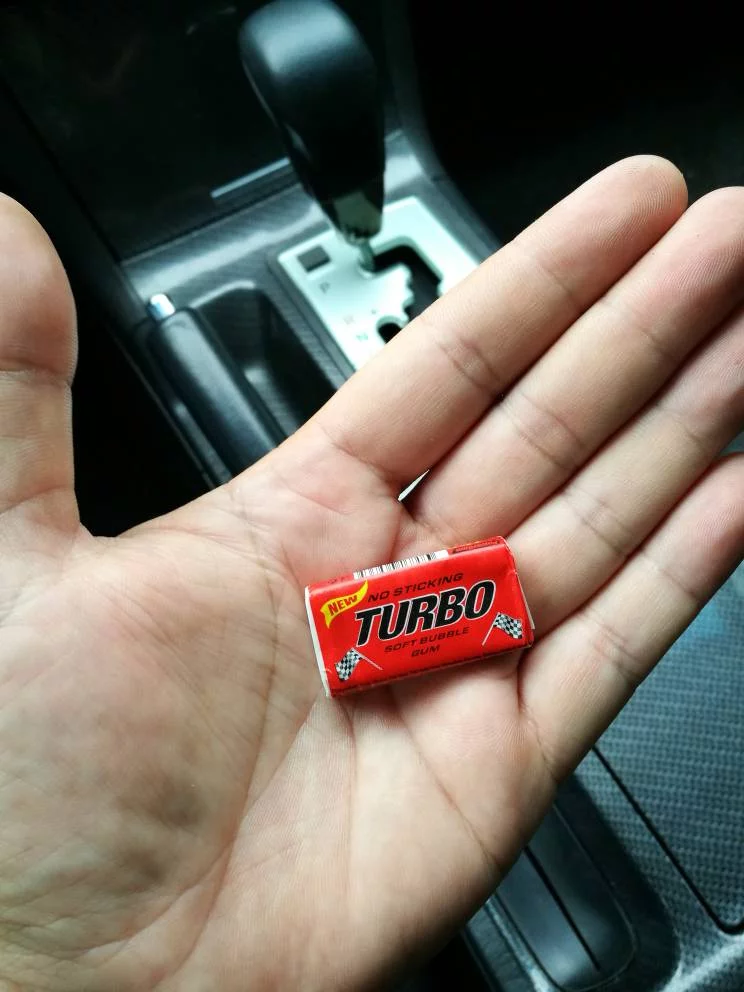 P
R
N
NEW
NO STICKING
TURBO
SOFT BUBBLE
GUM